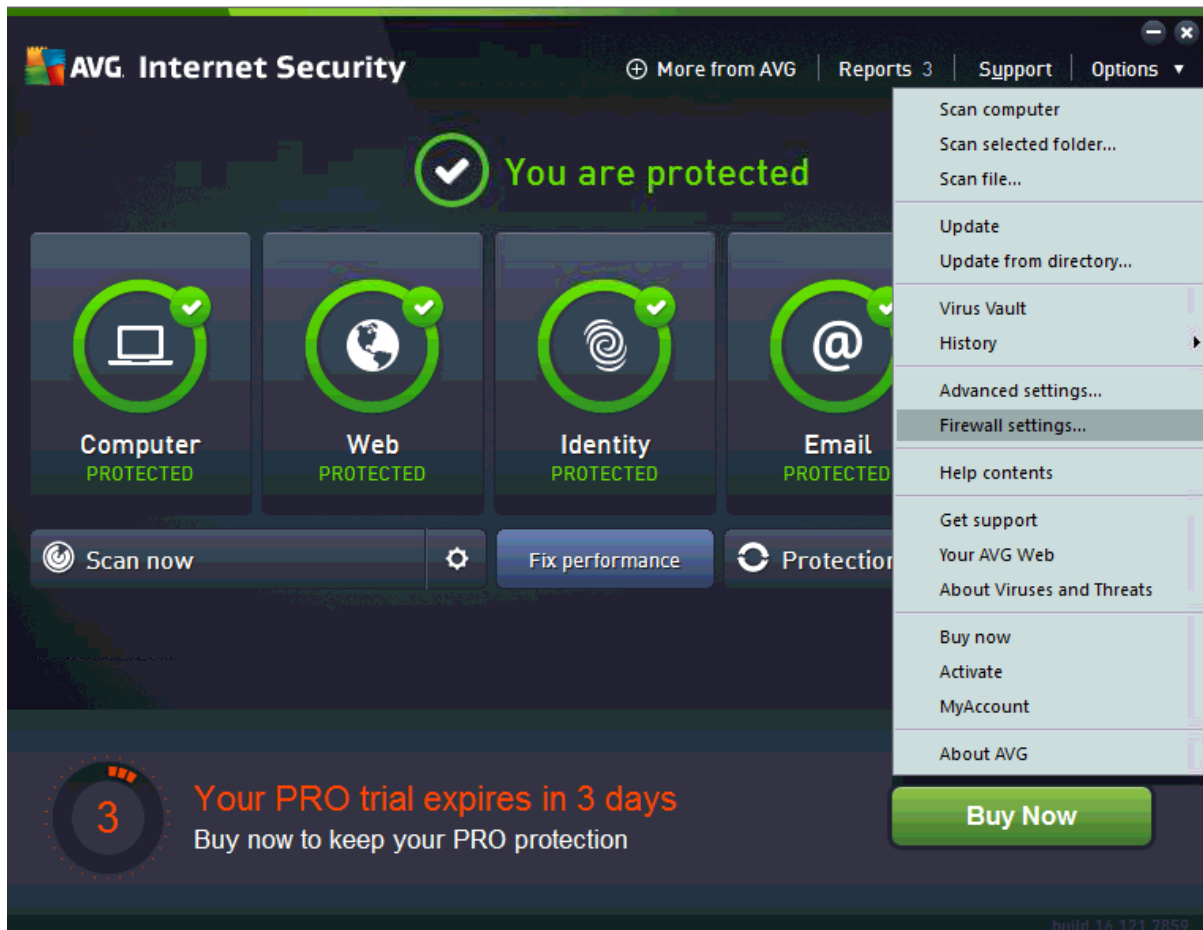 AVG. Internet Security
More from AVG
Reports 3
Support
Options
You are protected
Computer
PROTECTED
Web
PROTECTED
Identity
PROTECTED
Email
PROTECTED
Scan now
Fix performance
Protection
Scan computer
Scan selected folder...
Scan file...
Update
Update from directory...
Virus Vault
History
Advanced settings...
Firewall settings...
Help contents
Get support
Your AVG Web
About Viruses and Threats
Buy now
Activate
MyAccount
About AVG
3
Your PRO trial expires in 3 days
Buy now to keep your PRO protection
Buy Now
build 16.121.7859